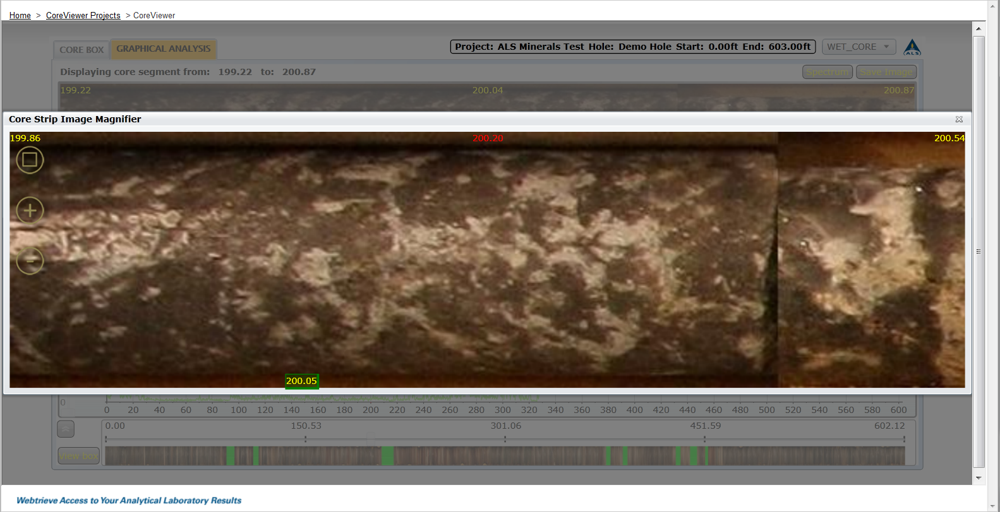 Home > CoreViewer Projects > CoreViewer
CORE BOX
GRAPHICAL ANALYSIS
Project: ALS Minerals Test Hole: Demo Hole Start: 0.00ft End: 603.00ft
WET_CORE
ALS
Displaying core segment from: 199.22 to: 200.87
Spectrum
Save Image
199.22 200.04 200.87
Core Strip Image Magnifier
199.86 200.20 200.54
+
-
200.05
0
0 20 40 60 80 100 120 140 160 180 200 220 240 260 280 300 320 340 360 380 400 420 440 460 480 500 520 540 560 580 600
0.00 150.53 301.06 451.59 602.12
View box
Webtrieve Access to Your Analytical Laboratory Results